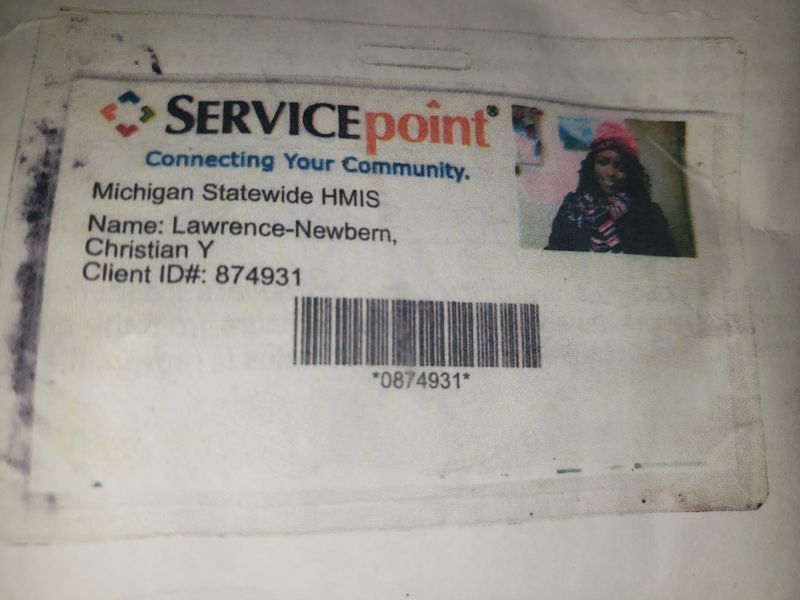 SERVICEpoint®
Connecting Your Community.
Michigan Statewide HMIS
Name: Lawrence-Newbern,
Christian Y
Client ID#: 874931
*0874931*